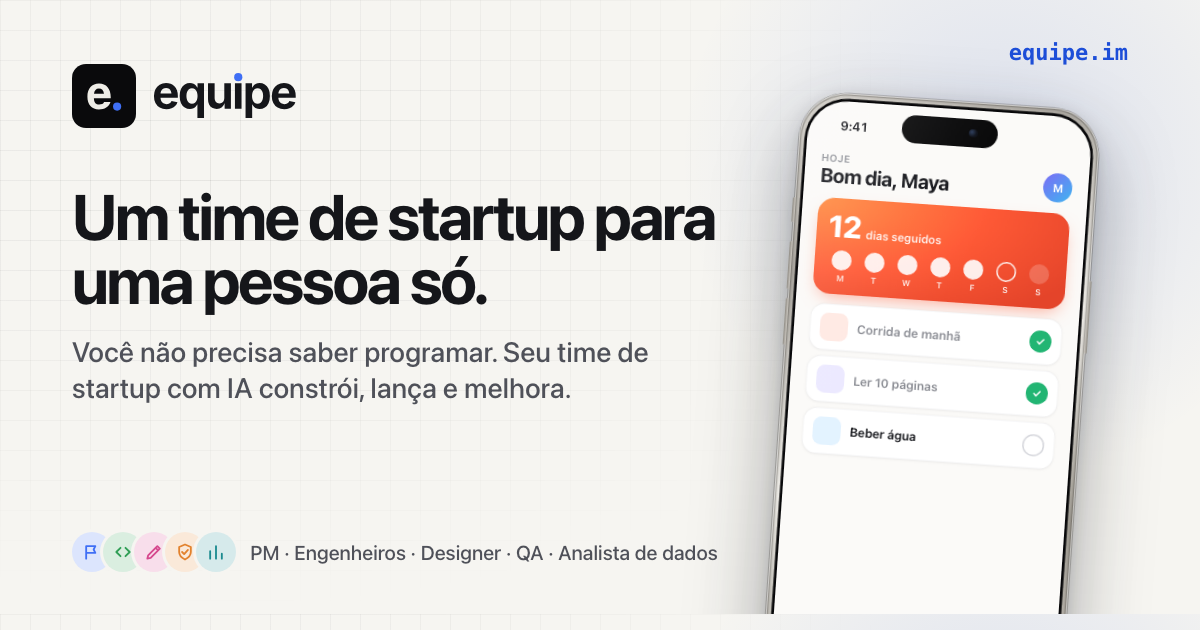 e.
equipe
equipe.im
Um time de startup para
uma pessoa só.
Você não precisa saber programar. Seu time de
startup com IA constrói, lança e melhora.
PM · Engenheiros · Designer · QA · Analista de dados
9:41
HOJE
Bom dia, Maya
M
12 dias seguidos
M T W T F S S
Corrida de manhã
Ler 10 páginas
Beber água